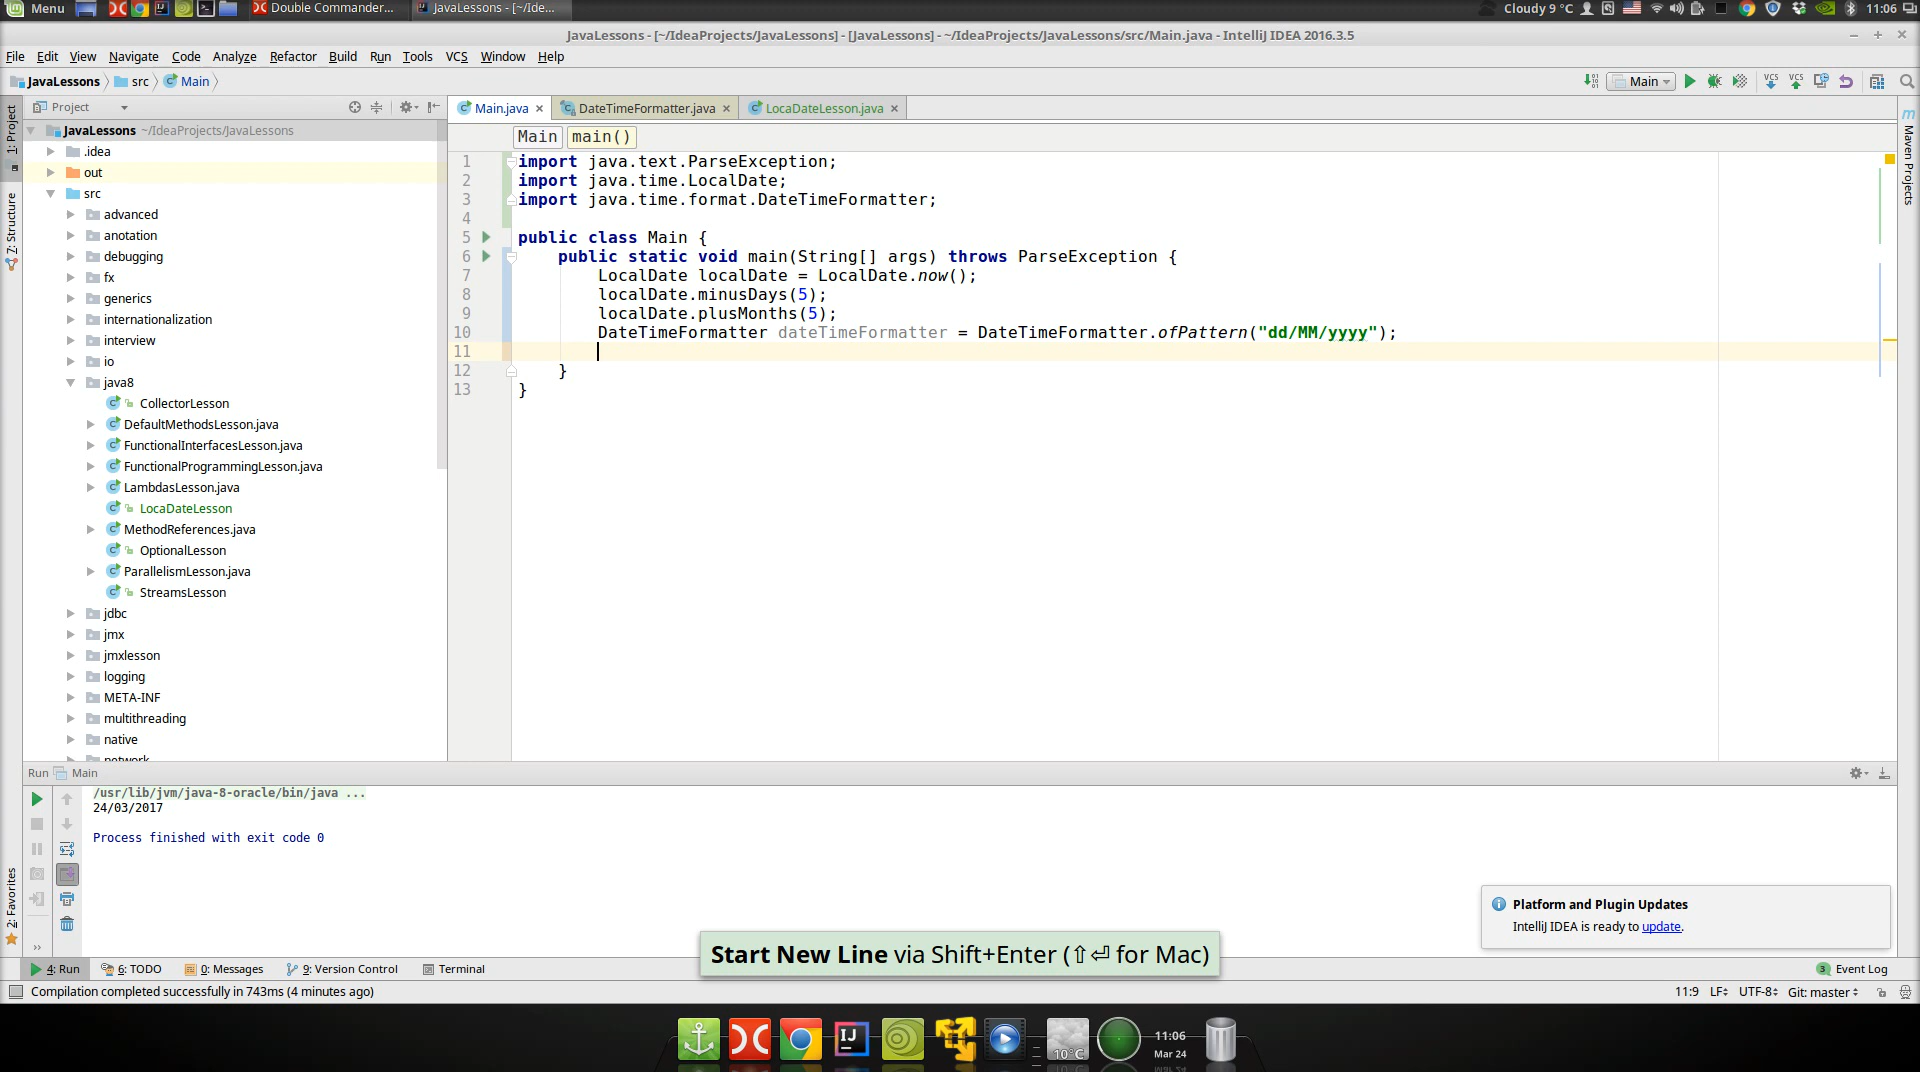 Menu
Double Commander...
JavaLessons - [~/Ide...
Cloudy 9 °C
11:06
JavaLessons - [~/IdeaProjects/JavaLessons] - [JavaLessons] - ~/IdeaProjects/JavaLessons/src/Main.java - IntelliJ IDEA 2016.3.5
File Edit View Navigate Code Analyze Refactor Build Run Tools VCS Window Help
JavaLessons src Main
Main
VCS VCS
1: Project
7: Structure
2: Favorites
Maven Projects
Project
Main.java DateTimeFormatter.java LocaDateLesson.java
JavaLessons ~/IdeaProjects/JavaLessons
.idea
out
src
advanced
anotation
debugging
fx
generics
internationalization
interview
io
java8
CollectorLesson
DefaultMethodsLesson.java
FunctionalInterfacesLesson.java
FunctionalProgrammingLesson.java
LambdasLesson.java
LocaDateLesson
MethodReferences.java
OptionalLesson
ParallelismLesson.java
StreamsLesson
jdbc
jmx
jmxlesson
logging
META-INF
multithreading
native
network
Main main()
1 import java.text.ParseException;
2 import java.time.LocalDate;
3 import java.time.format.DateTimeFormatter;
4
5 public class Main {
6 public static void main(String[] args) throws ParseException {
7 LocalDate localDate = LocalDate.now();
8 localDate.minusDays(5);
9 localDate.plusMonths(5);
10 DateTimeFormatter dateTimeFormatter = DateTimeFormatter.ofPattern("dd/MM/yyyy");
11
12 }
13 }
Run Main
/usr/lib/jvm/java-8-oracle/bin/java ...
24/03/2017
Process finished with exit code 0
Platform and Plugin Updates
IntelliJ IDEA is ready to update.
Start New Line via Shift+Enter (⇧⏎ for Mac)
4: Run 6: TODO 0: Messages 9: Version Control Terminal
3 Event Log
Compilation completed successfully in 743ms (4 minutes ago)
11:9 LF÷ UTF-8÷ Git: master÷
IJ
10°C
11:06
Mar 24